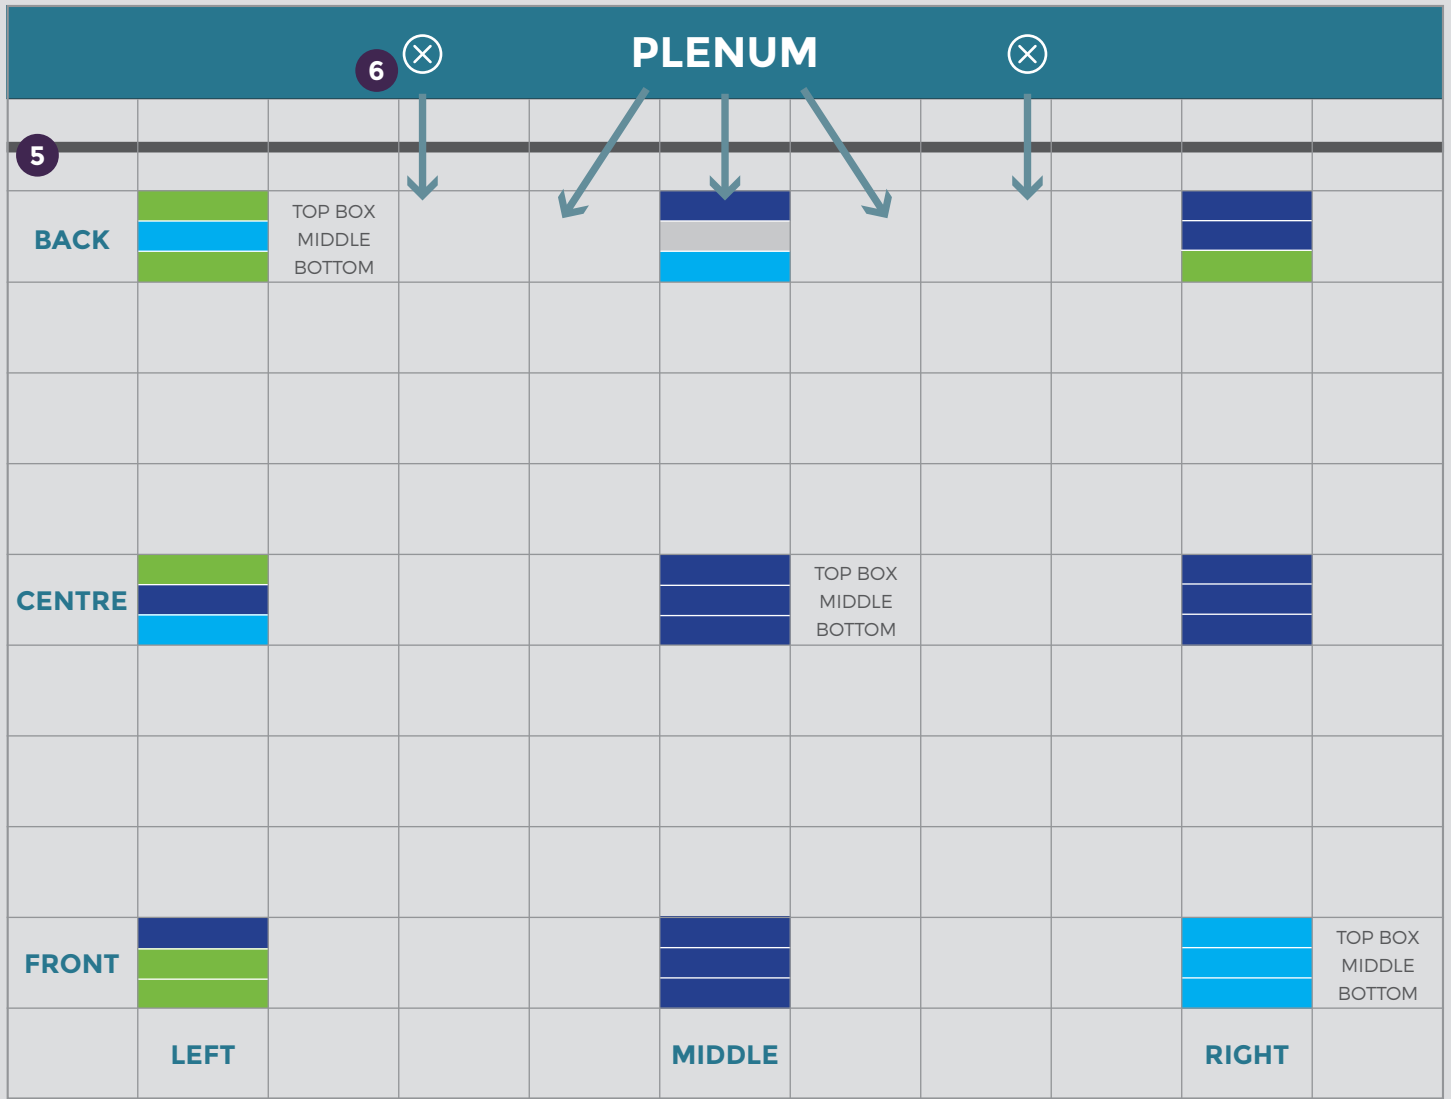 PLENUM
6
5
BACK
TOP BOX
MIDDLE
BOTTOM
CENTRE
TOP BOX
MIDDLE
BOTTOM
FRONT
TOP BOX
MIDDLE
BOTTOM
LEFT
MIDDLE
RIGHT